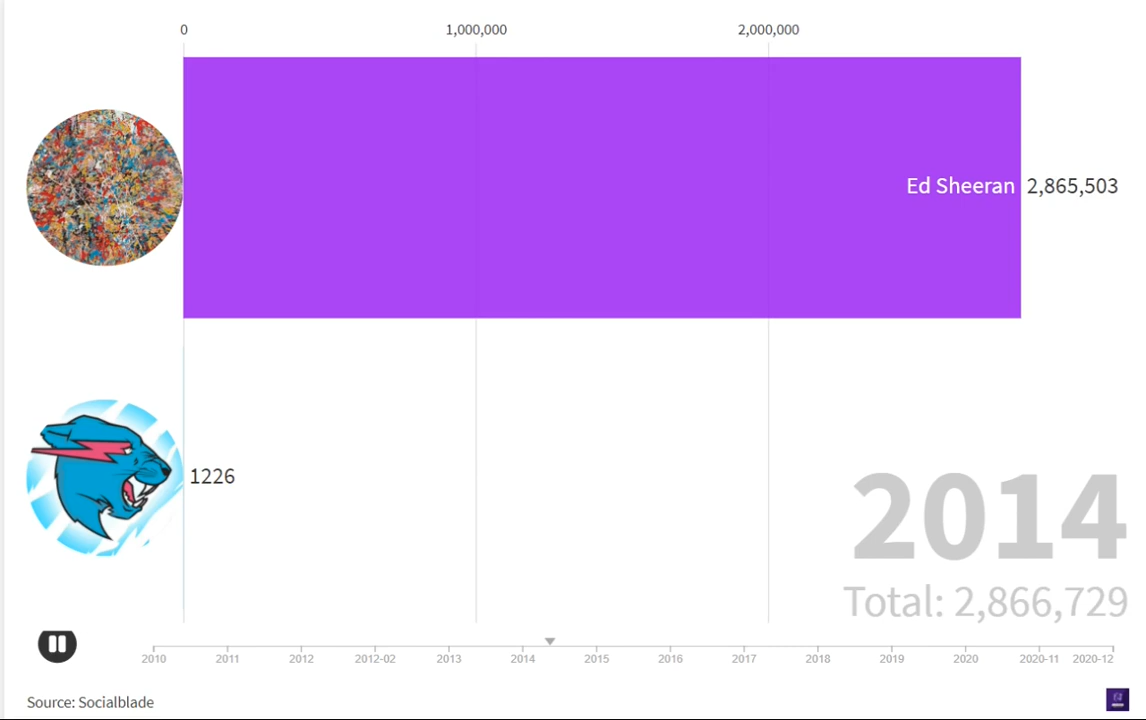 0 1,000,000 2,000,000
Ed Sheeran 2,865,503
1226
2014
Total: 2,866,729
2010 2011 2012 2012-02 2013 2014 2015 2016 2017 2018 2019 2020 2020-11 2020-12
Source: Socialblade